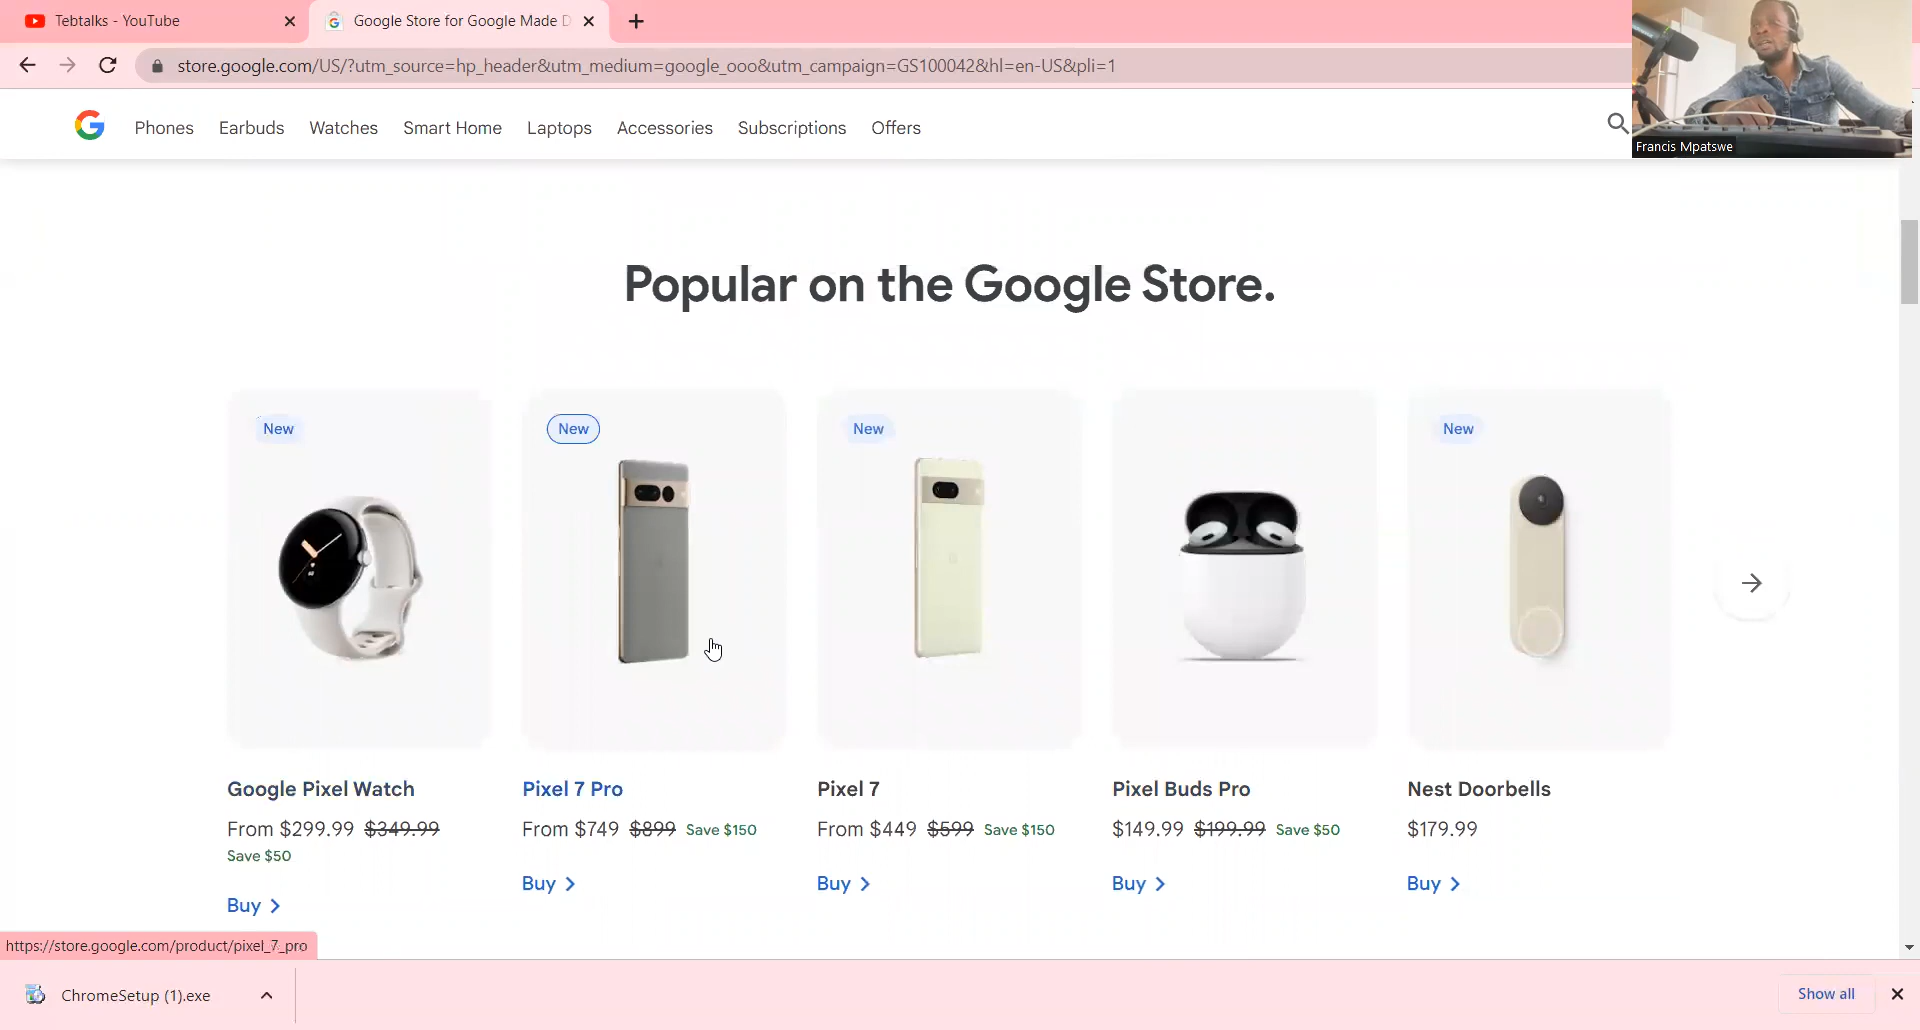 Tebtalks - YouTube
Google Store for Google Made D
store.google.com/US/?utm_source=hp_header&utm_medium=google_ooo&utm_campaign=GS100042&hl=en-US&pli=1
Francis Mpatswe
Phones Earbuds Watches Smart Home Laptops Accessories Subscriptions Offers
Popular on the Google Store.
New
New
New
New
Google Pixel Watch
From $299.99 $349.99
Save $50
Buy
Pixel 7 Pro
From $749 $899 Save $150
Buy
Pixel 7
From $449 $599 Save $150
Buy
Pixel Buds Pro
$149.99 $199.99 Save $50
Buy
Nest Doorbells
$179.99
Buy
https://store.google.com/product/pixel_7_pro
ChromeSetup (1).exe
Show all